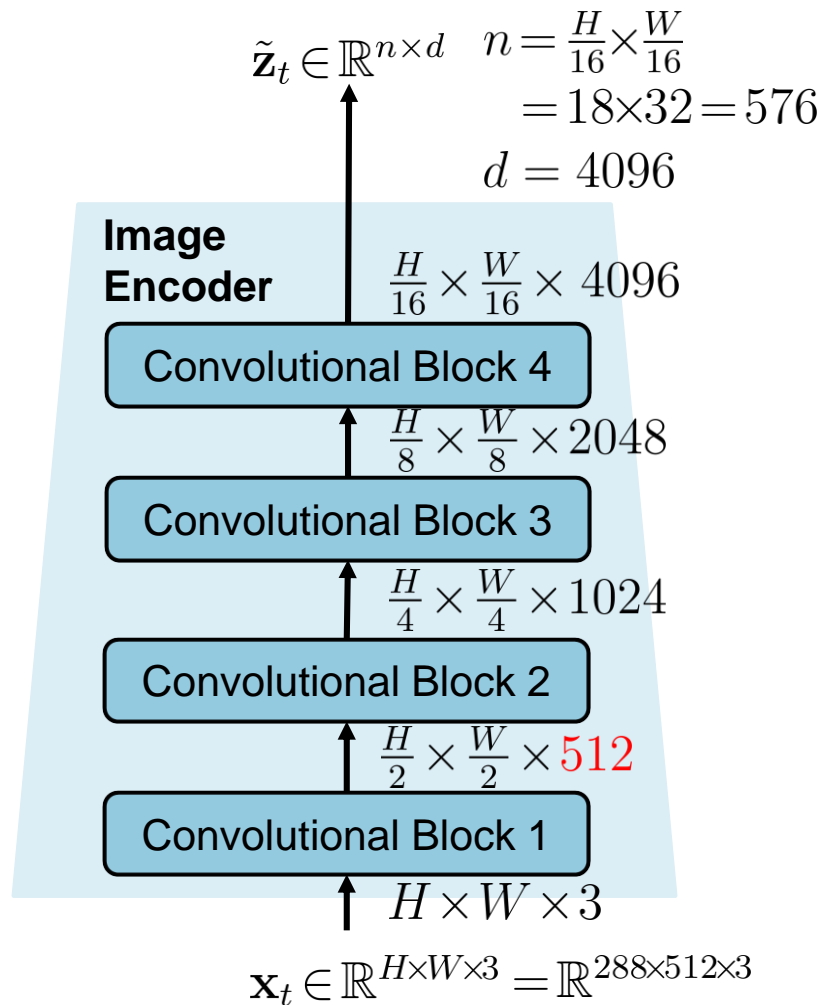 z̃_t ∈ ℝ^{n×d}  n = H/16 × W/16
= 18×32 = 576
d = 4096
Image
Encoder
H/16 × W/16 × 4096
Convolutional Block 4
H/8 × W/8 × 2048
Convolutional Block 3
H/4 × W/4 × 1024
Convolutional Block 2
H/2 × W/2 × 512
Convolutional Block 1
H × W × 3
x_t ∈ ℝ^{H×W×3} = ℝ^{288×512×3}